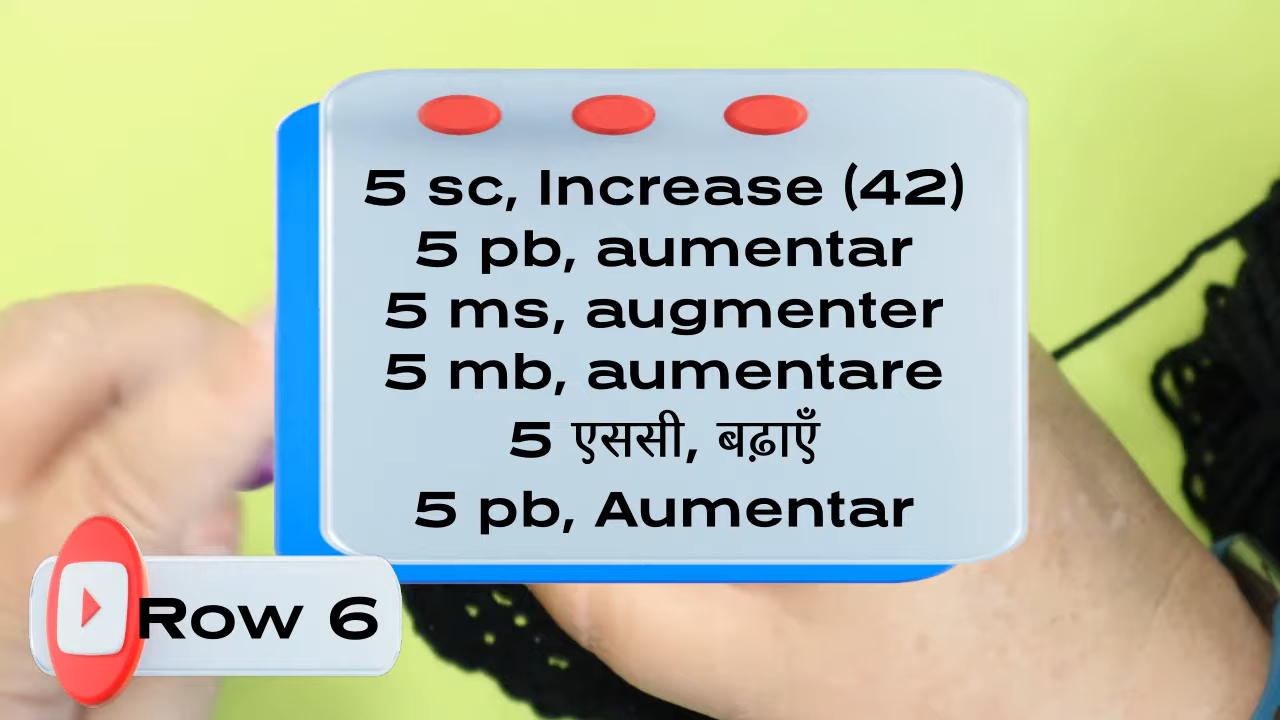 5 sc, Increase (42)
5 pb, aumentar
5 ms, augmenter
5 mb, aumentare
5 एससी, बढ़ाएँ
5 pb, Aumentar
Row 6